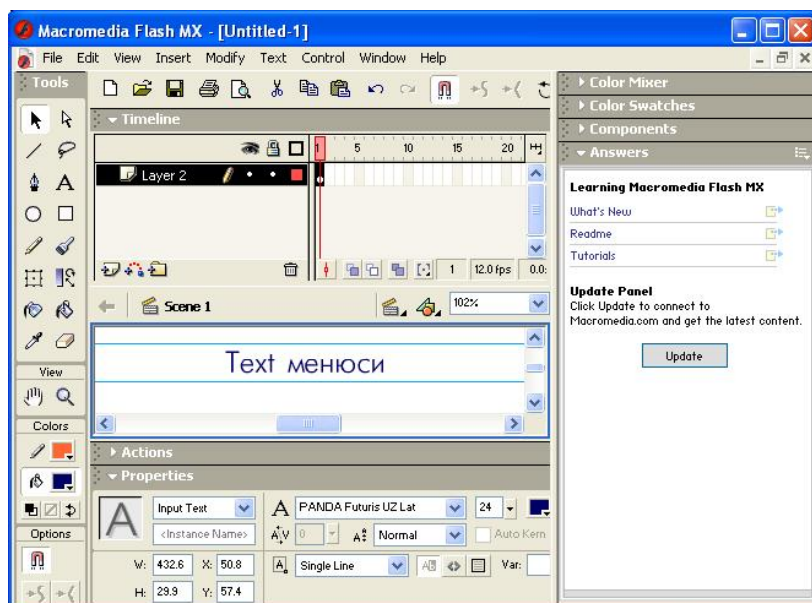 Macromedia Flash MX - [Untitled-1]
File Edit View Insert Modify Text Control Window Help
Tools
Timeline
1 5 10 15 20
Layer 2
1 12.0 fps 0.0:
Scene 1
102%
Text менюси
View
Colors
Options
Actions
Properties
A Input Text A PANDA Futuris UZ Lat 24
<Instance Name> A V 0 Normal Auto Kern
W: 432.6 X: 50.8 Single Line Var:
H: 29.9 Y: 57.4
Color Mixer
Color Swatches
Components
Answers
Learning Macromedia Flash MX
What's New
Readme
Tutorials
Update Panel
Click Update to connect to
Macromedia.com and get the latest content.
Update